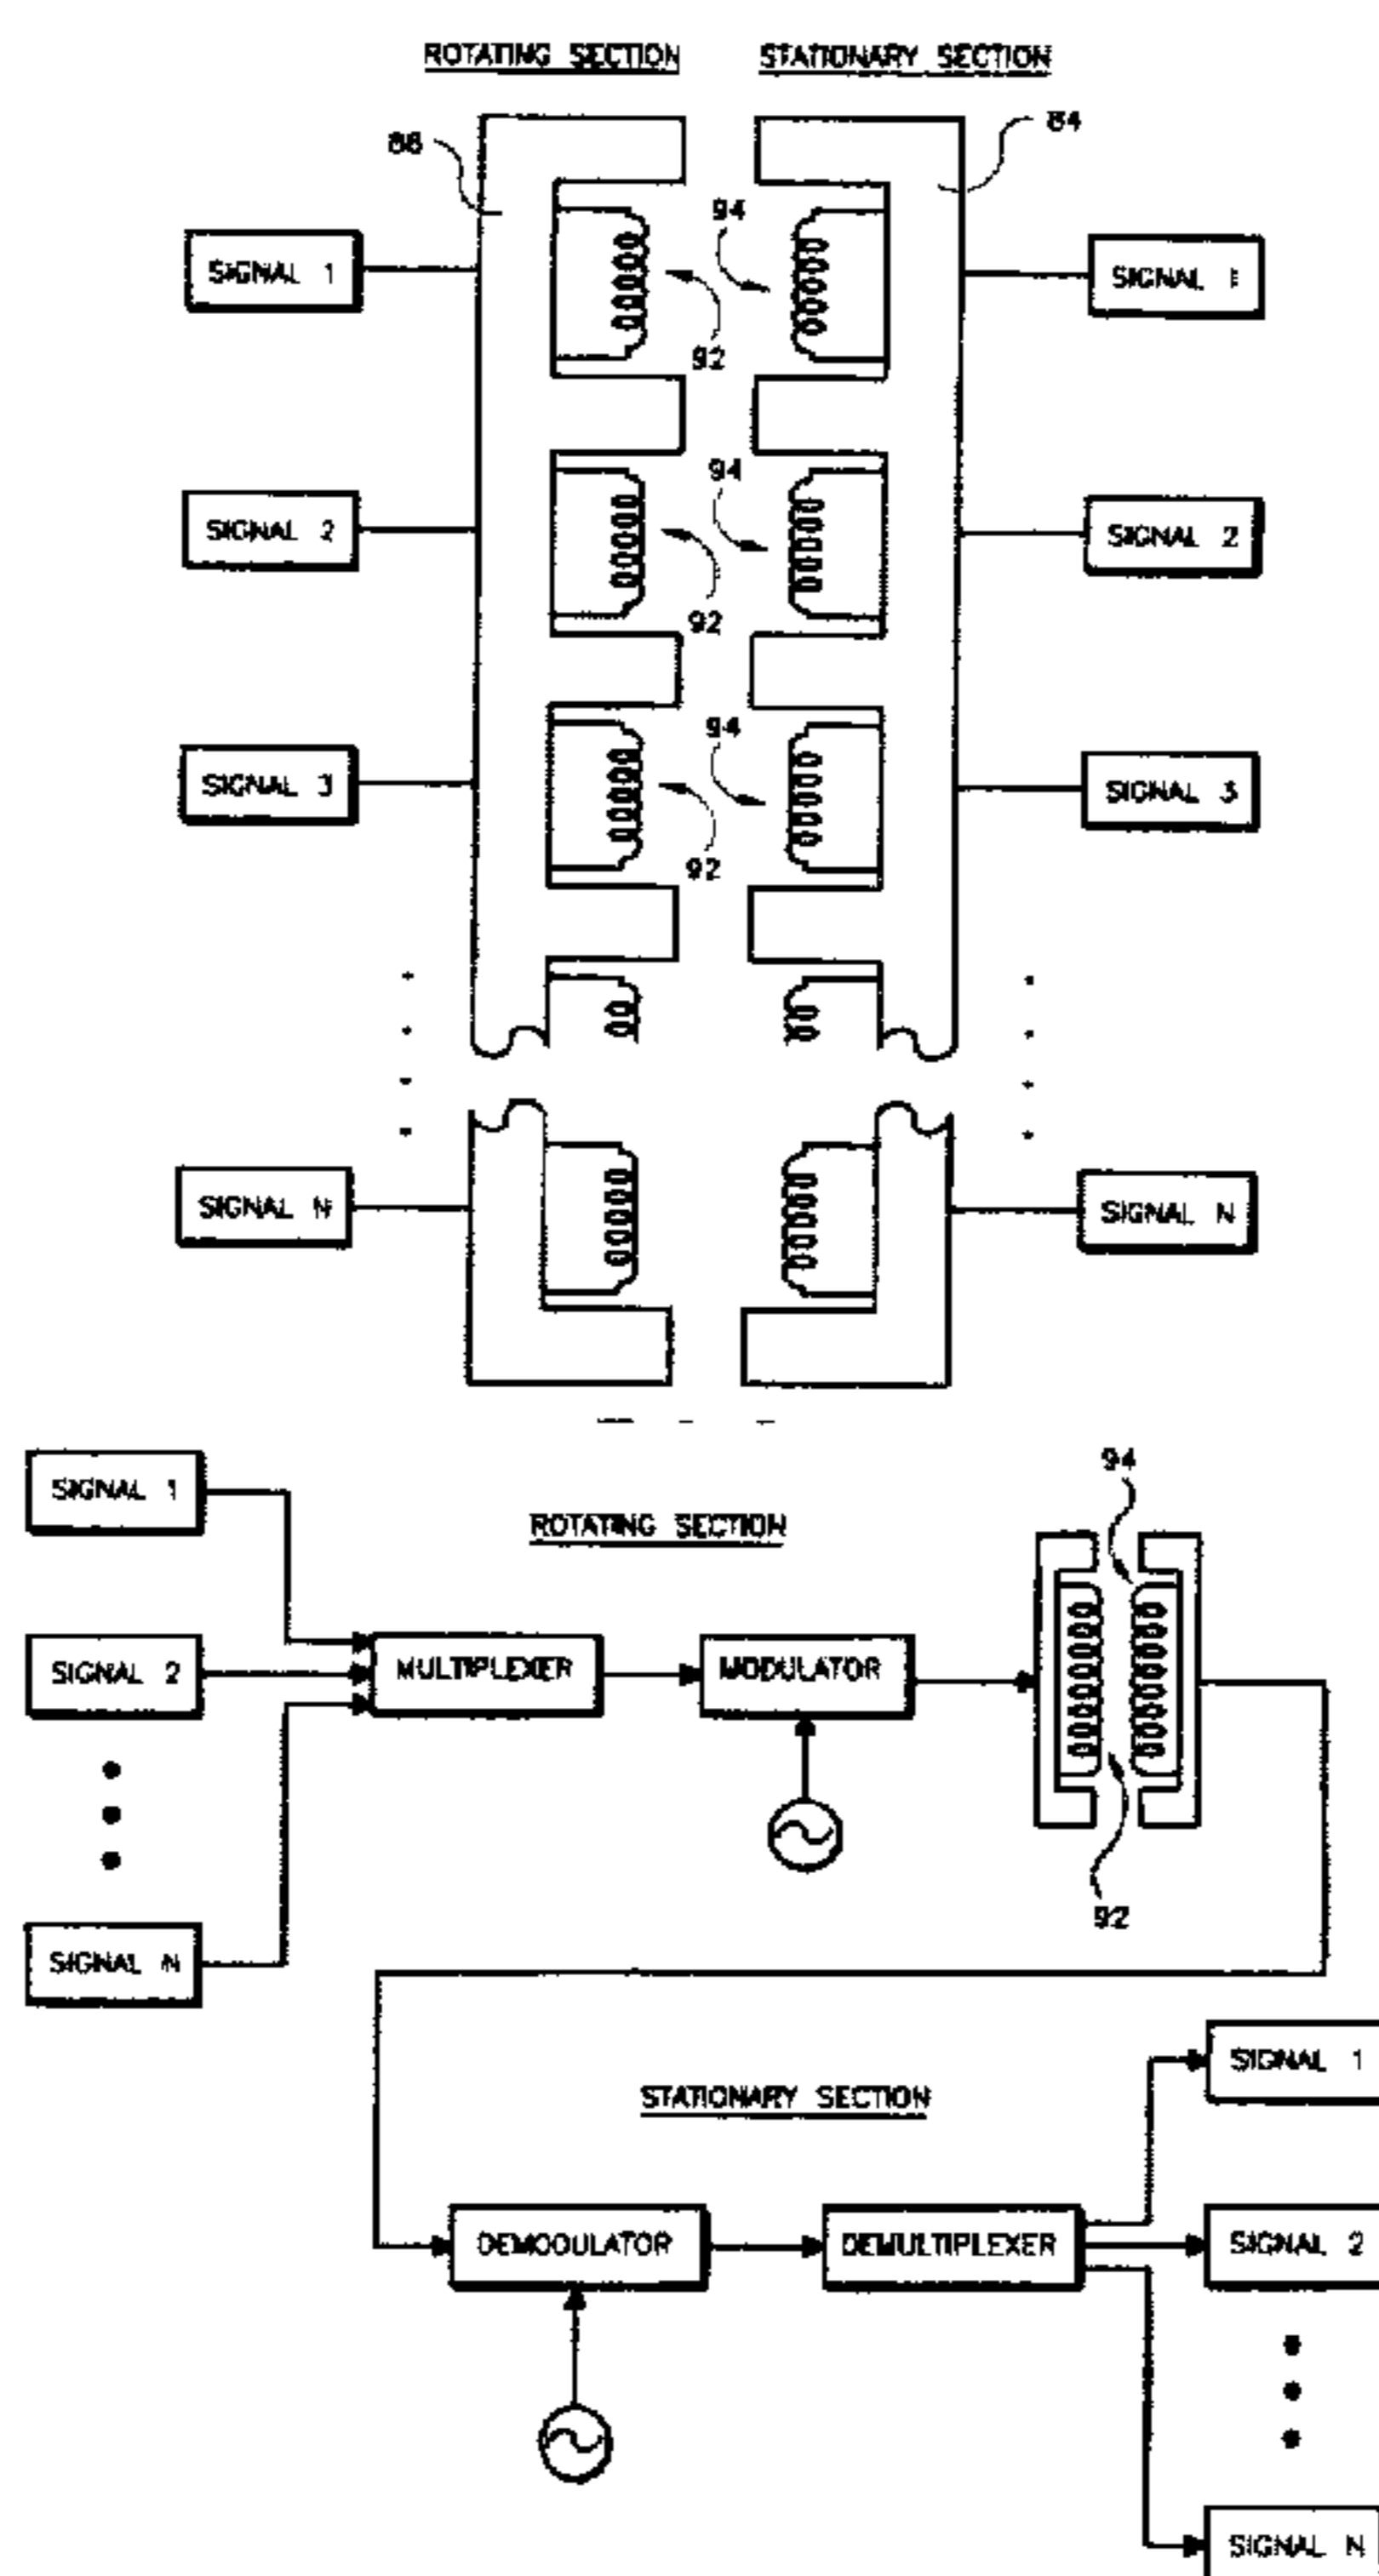 ROTATING SECTION STATIONARY SECTION
84
94
SIGNAL 1 SIGNAL 1
92
94
SIGNAL 2 SIGNAL 2
92
94
SIGNAL 3 SIGNAL 3
92
SIGNAL N SIGNAL N
94
SIGNAL 1
ROTATING SECTION
SIGNAL 2 MULTIPLEXER MODULATOR
92
SIGNAL N
SIGNAL 1
STATIONARY SECTION
DEMODULATOR DEMULTIPLEXER SIGNAL 2
SIGNAL N